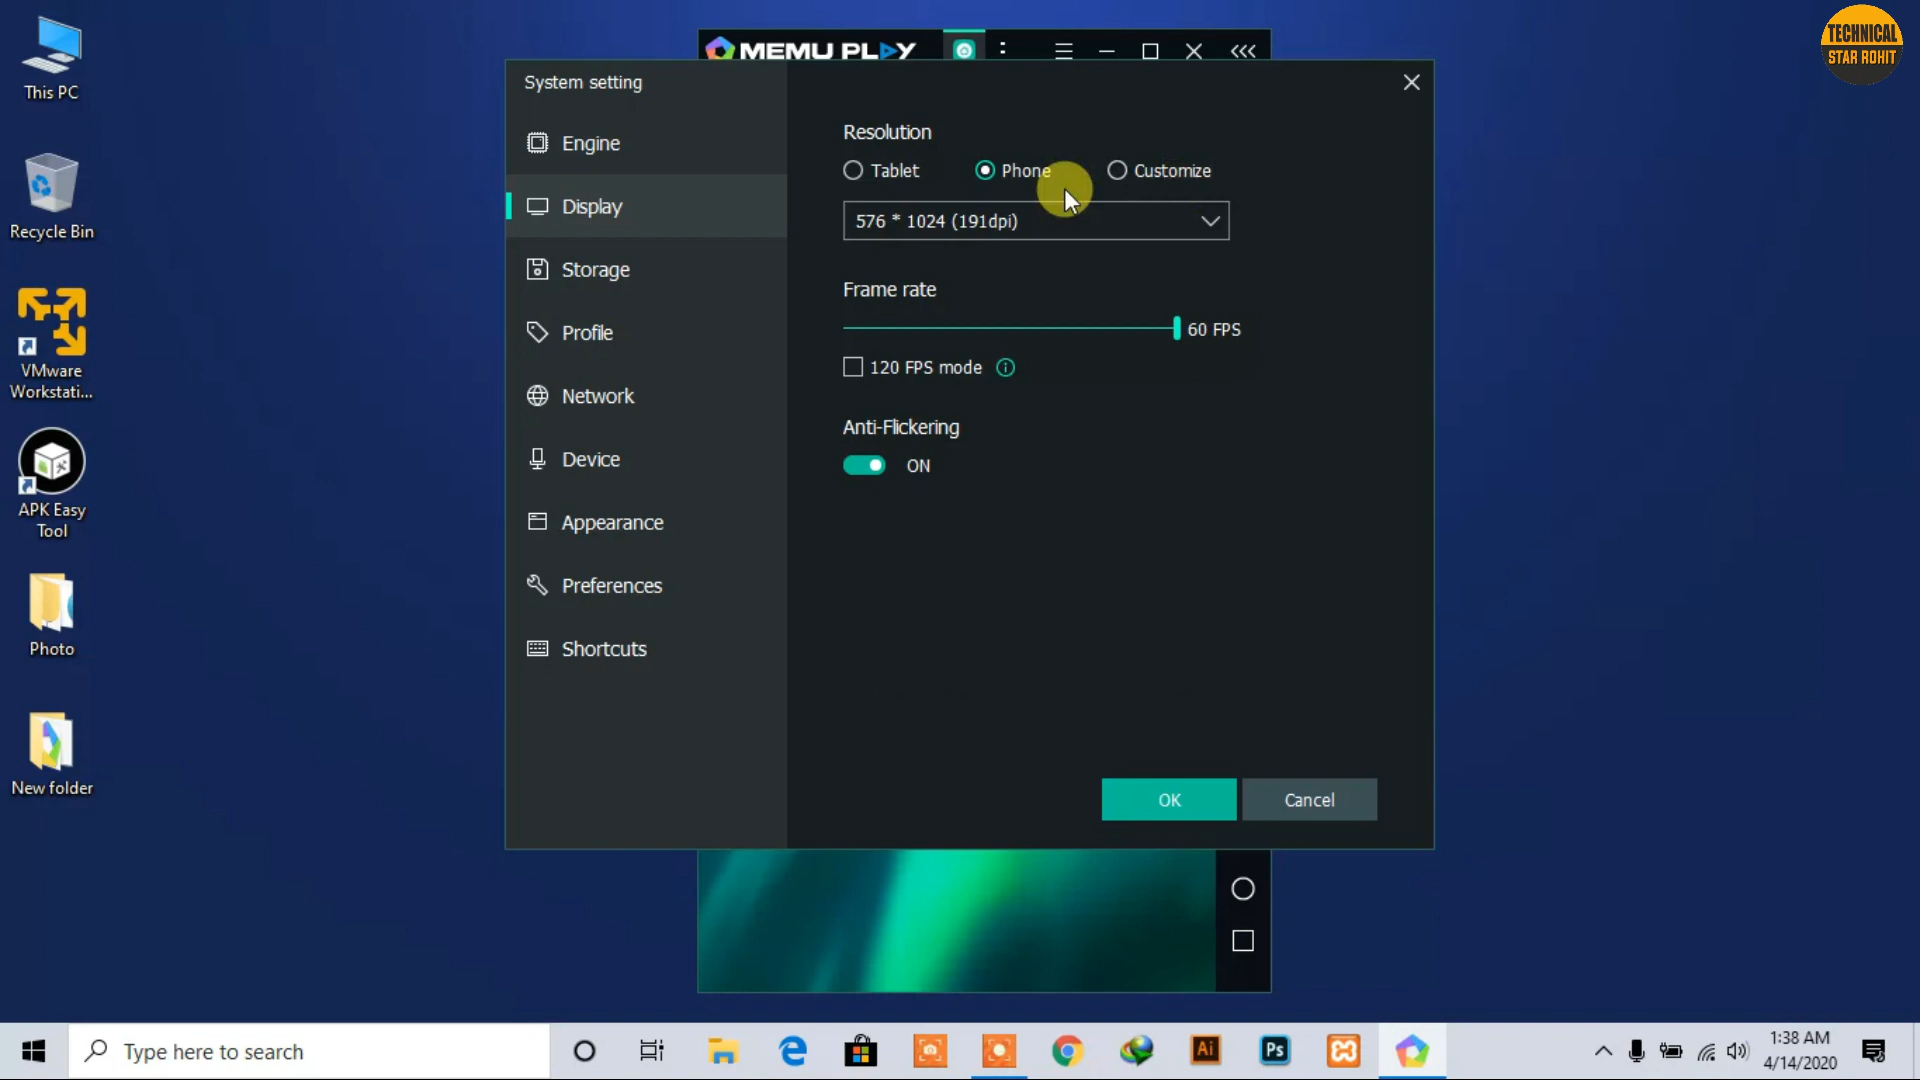 This PC
Recycle Bin
VMware
Workstati...
APK Easy
Tool
Photo
New folder
MEMU PLAY
TECHNICAL
STAR ROHIT
System setting
Engine
Display
Storage
Profile
Network
Device
Appearance
Preferences
Shortcuts
Resolution
Tablet
Phone
Customize
576 * 1024 (191dpi)
Frame rate
60 FPS
120 FPS mode
Anti-Flickering
ON
OK
Cancel
Type here to search
Ai
Ps
1:38 AM
4/14/2020